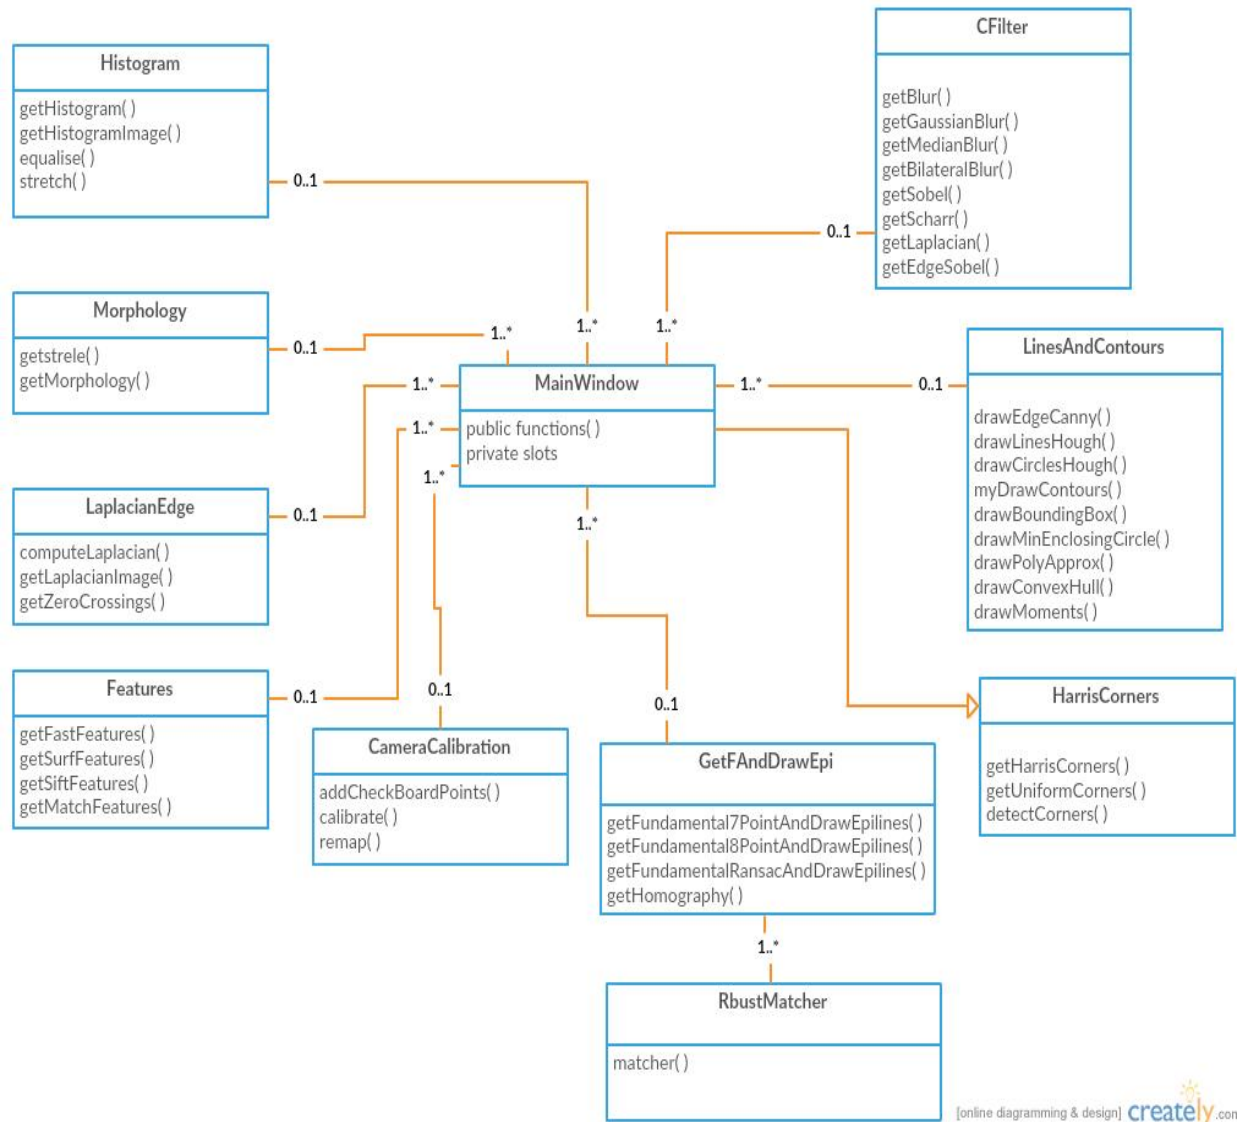 Histogram
getHistogram( )
getHistogramImage( )
equalise( )
stretch( )
0..1
1..*
CFilter
getBlur( )
getGaussianBlur( )
getMedianBlur( )
getBilateralBlur( )
getSobel( )
getScharr( )
getLaplacian( )
getEdgeSobel( )
0..1
1..*
Morphology
getstrele( )
getMorphology( )
0..1
1..*
MainWindow
public functions( )
private slots
1..*
0..1
LinesAndContours
drawEdgeCanny( )
drawLinesHough( )
drawCirclesHough( )
myDrawContours( )
drawBoundingBox( )
drawMinEnclosingCircle( )
drawPolyApprox( )
drawConvexHull( )
drawMoments( )
LaplacianEdge
computeLaplacian( )
getLaplacianImage( )
getZeroCrossings( )
0..1
1..*
Features
getFastFeatures( )
getSurfFeatures( )
getSiftFeatures( )
getMatchFeatures( )
0..1
1..*
1..*
0..1
CameraCalibration
addCheckBoardPoints( )
calibrate( )
remap( )
1..*
0..1
GetFAndDrawEpi
getFundamental7PointAndDrawEpilines( )
getFundamental8PointAndDrawEpilines( )
getFundamentalRansacAndDrawEpilines( )
getHomography( )
HarrisCorners
getHarrisCorners( )
getUniformCorners( )
detectCorners( )
1..*
RbustMatcher
matcher( )
[online diagramming & design] creately.com